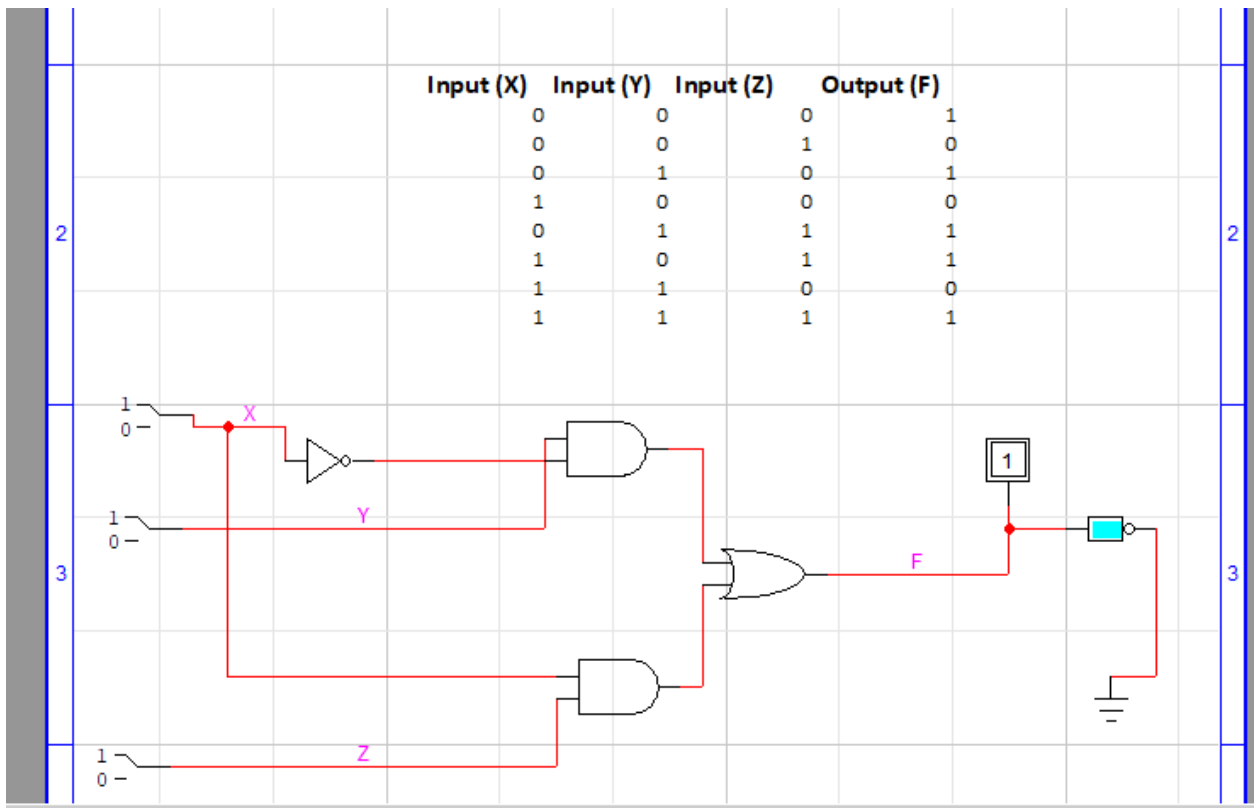 Input (X) Input (Y) Input (Z) Output (F)
0 0 0 1
0 0 1 0
0 1 0 1
1 0 0 0
2 0 1 1 1 2
1 0 1 1
1 1 0 0
1 1 1 1
1
0
X
1
1
0
Y
3
F
3
1
0
Z